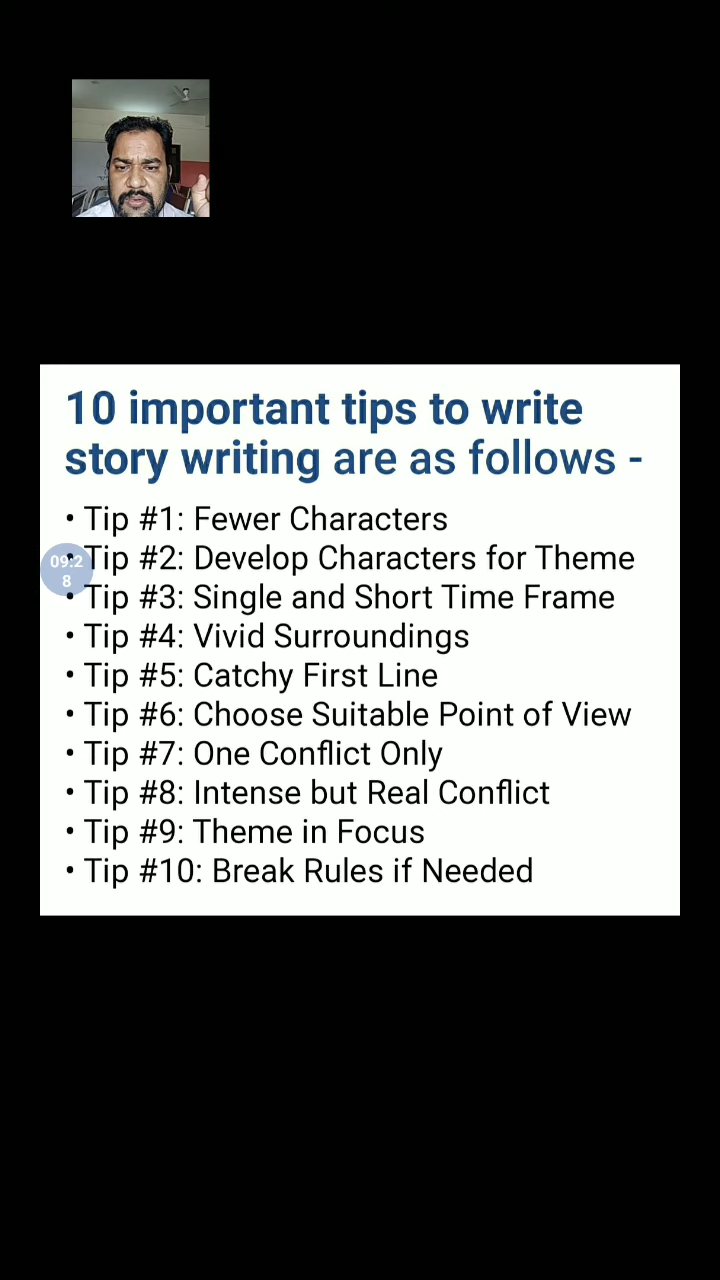 10 important tips to write
story writing are as follows -
• Tip #1: Fewer Characters
• Tip #2: Develop Characters for Theme
• Tip #3: Single and Short Time Frame
• Tip #4: Vivid Surroundings
• Tip #5: Catchy First Line
• Tip #6: Choose Suitable Point of View
• Tip #7: One Conflict Only
• Tip #8: Intense but Real Conflict
• Tip #9: Theme in Focus
• Tip #10: Break Rules if Needed
09:2
8